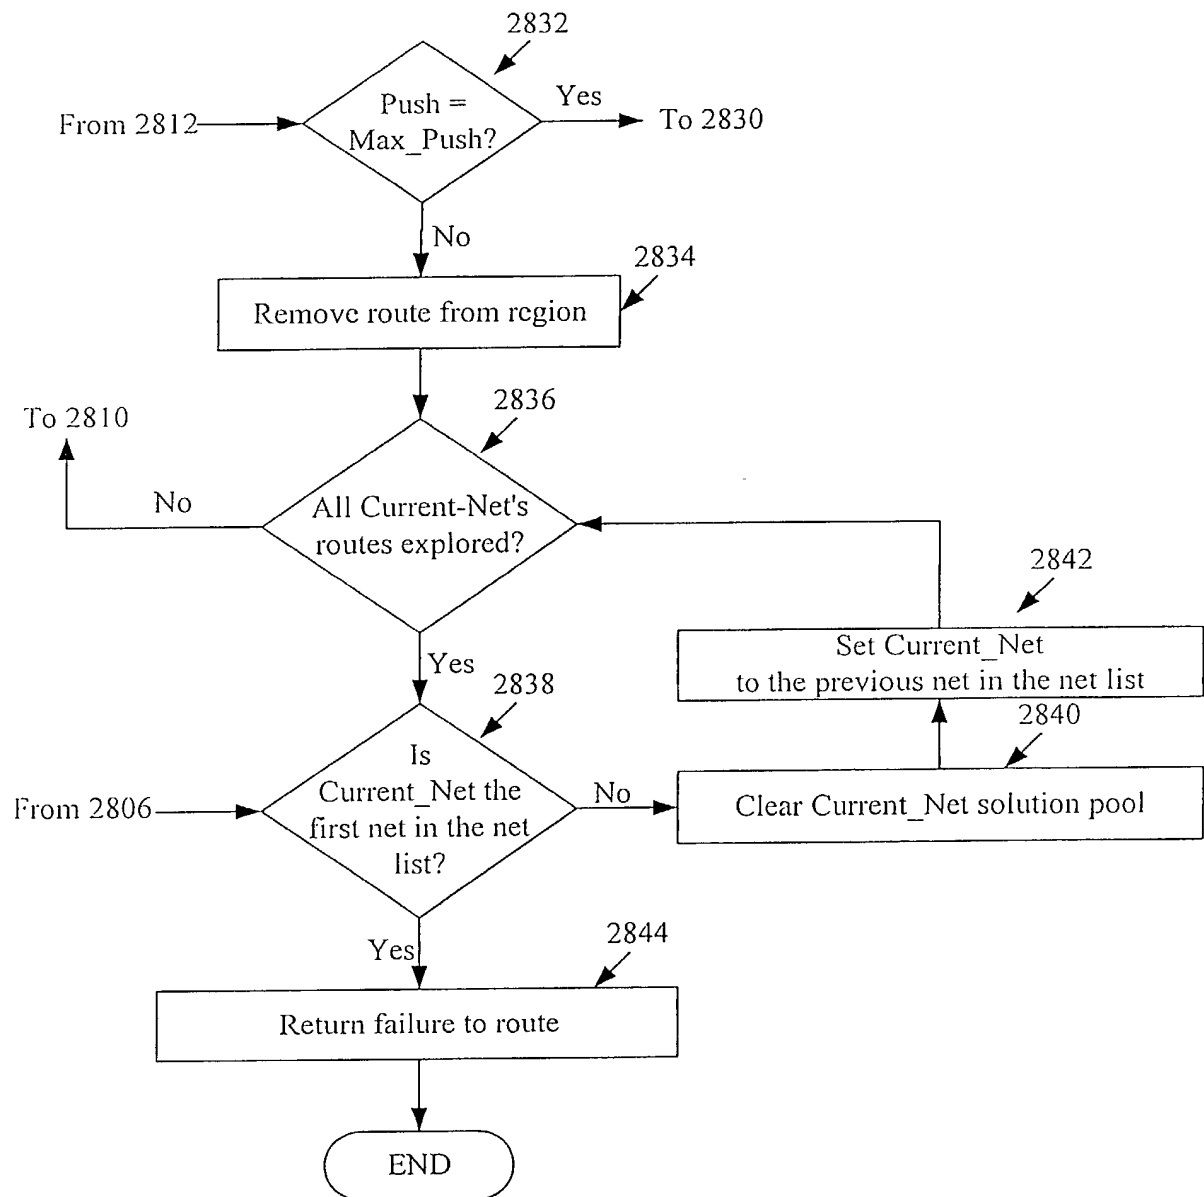 2832
Push =
Max_Push?
Yes
From 2812
To 2830
No
2834
Remove route from region
2836
To 2810
No
All Current-Net's
routes explored?
2842
Set Current_Net
to the previous net in the net list
Yes
2838
2840
Is
Current_Net the
first net in the net
list?
From 2806
No
Clear Current_Net solution pool
Yes
2844
Return failure to route
END